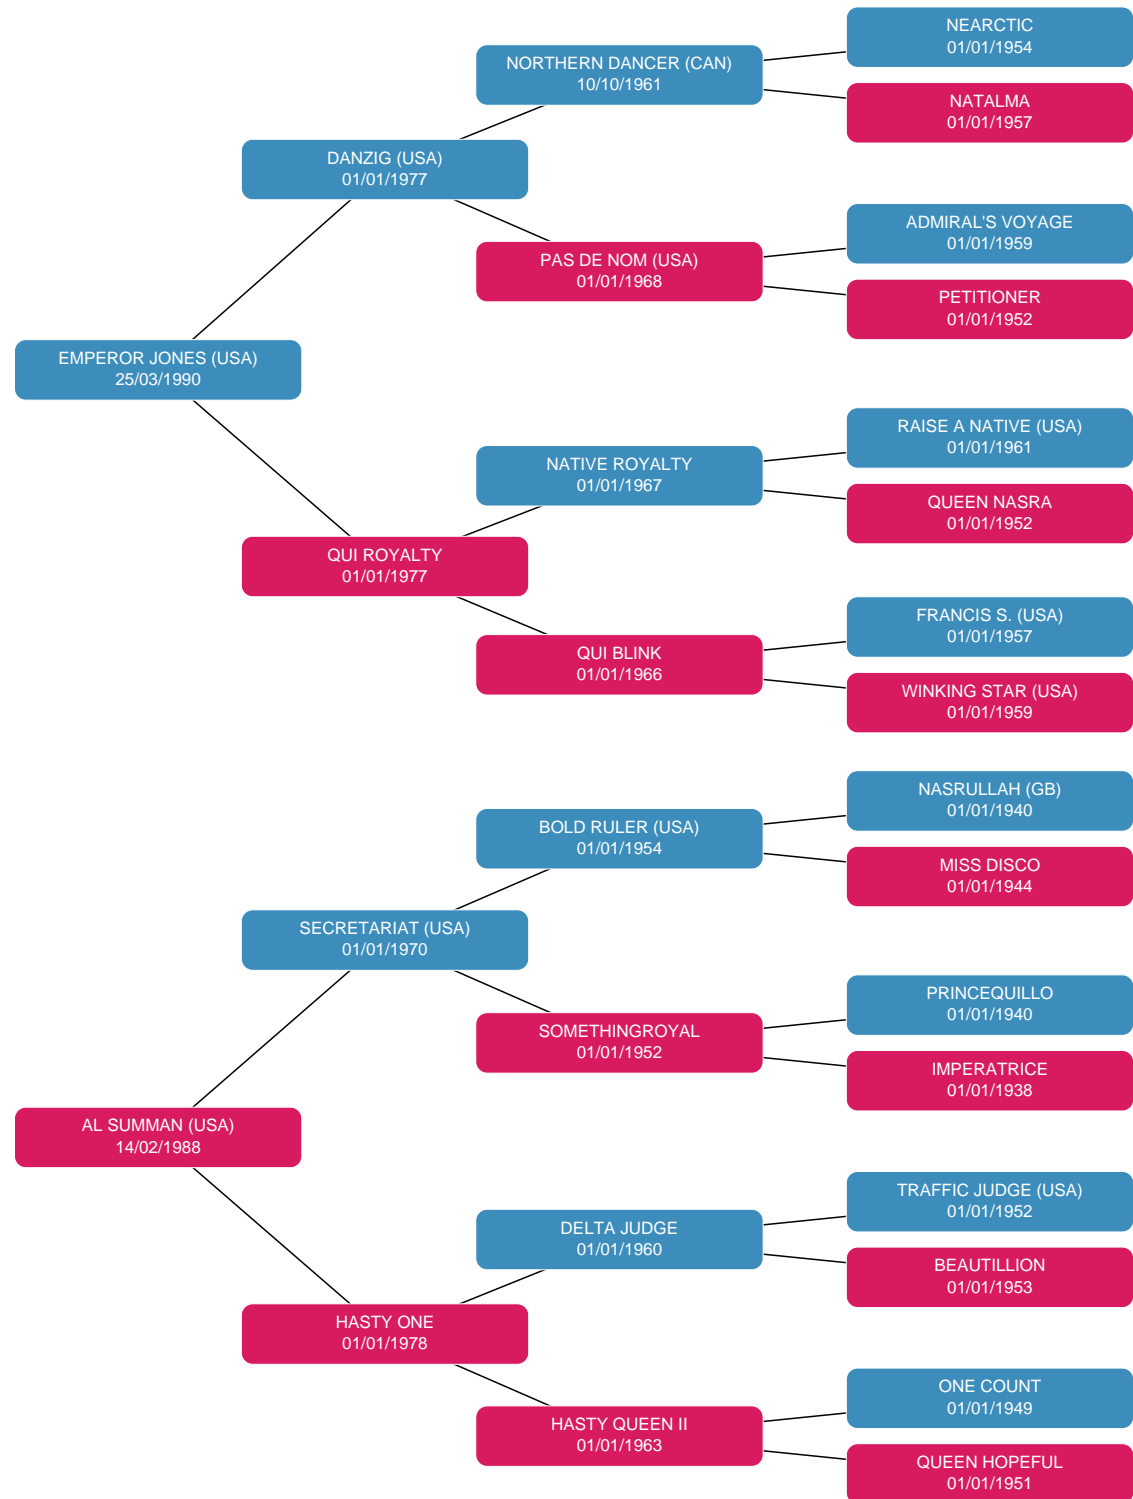 NEARCTIC
01/01/1954
NORTHERN DANCER (CAN)
10/10/1961
NATALMA
01/01/1957
DANZIG (USA)
01/01/1977
ADMIRAL'S VOYAGE
01/01/1959
PAS DE NOM (USA)
01/01/1968
PETITIONER
01/01/1952
EMPEROR JONES (USA)
25/03/1990
RAISE A NATIVE (USA)
01/01/1961
NATIVE ROYALTY
01/01/1967
QUEEN NASRA
01/01/1952
QUI ROYALTY
01/01/1977
FRANCIS S. (USA)
01/01/1957
QUI BLINK
01/01/1966
WINKING STAR (USA)
01/01/1959
NASRULLAH (GB)
01/01/1940
BOLD RULER (USA)
01/01/1954
MISS DISCO
01/01/1944
SECRETARIAT (USA)
01/01/1970
PRINCEQUILLO
01/01/1940
SOMETHINGROYAL
01/01/1952
IMPERATRICE
01/01/1938
AL SUMMAN (USA)
14/02/1988
TRAFFIC JUDGE (USA)
01/01/1952
DELTA JUDGE
01/01/1960
BEAUTILLION
01/01/1953
HASTY ONE
01/01/1978
ONE COUNT
01/01/1949
HASTY QUEEN II
01/01/1963
QUEEN HOPEFUL
01/01/1951